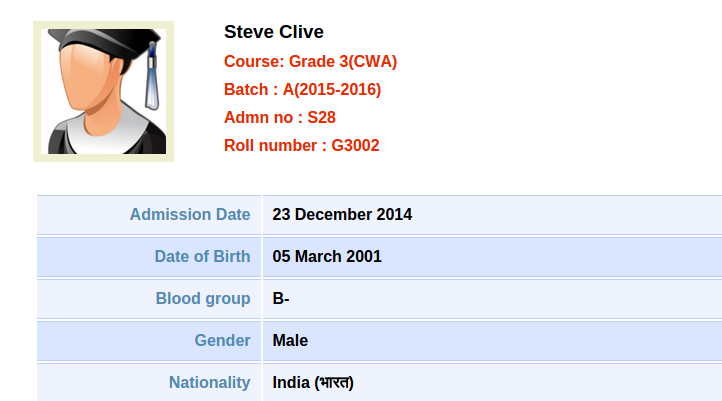 Steve Clive
Course: Grade 3(CWA)
Batch : A(2015-2016)
Admn no : S28
Roll number : G3002
Admission Date 23 December 2014
Date of Birth 05 March 2001
Blood group B-
Gender Male
Nationality India (भारत)